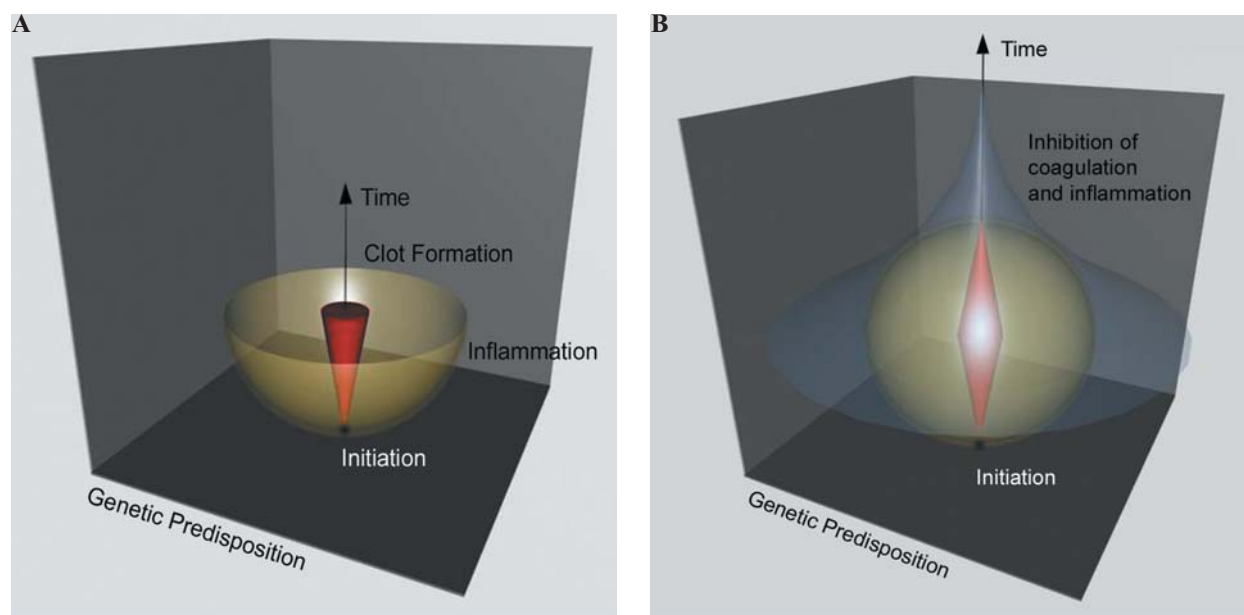 A
Time
Clot Formation
Inflammation
Initiation
Genetic Predisposition
B
Time
Inhibition of
coagulation
and inflammation
Initiation
Genetic Predisposition